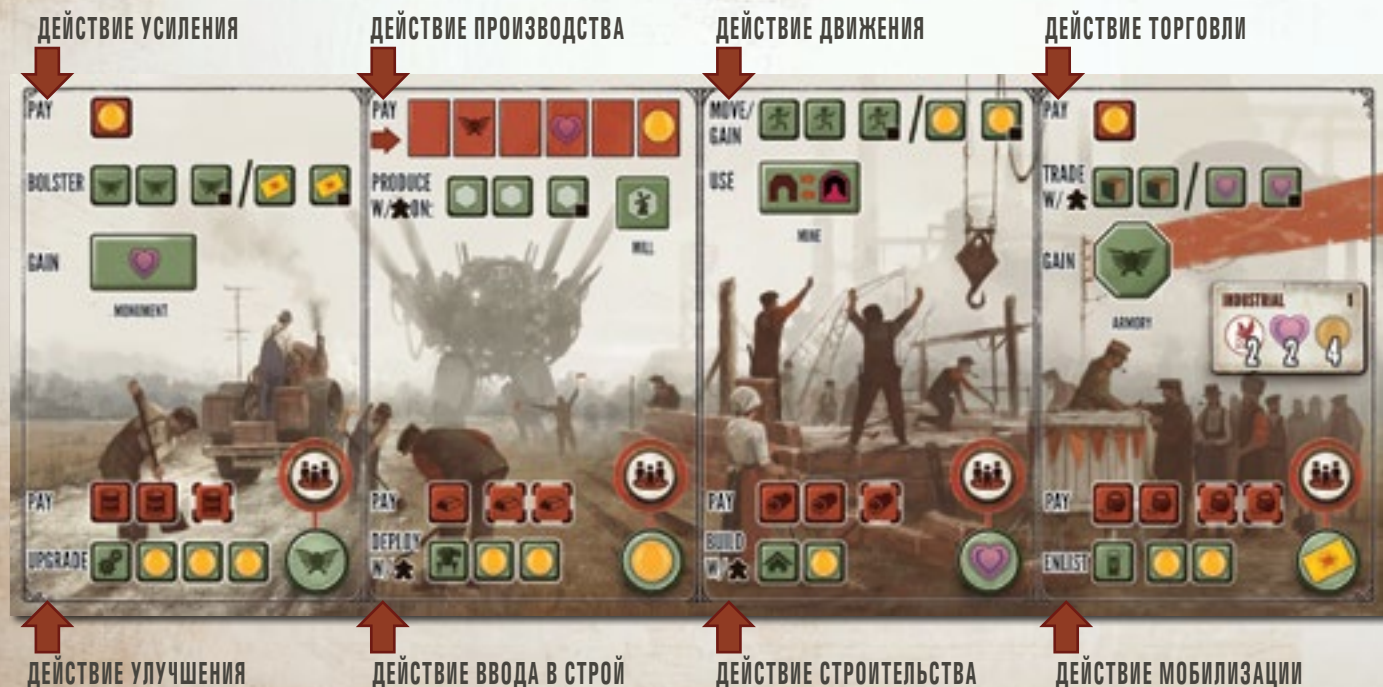 ДЕЙСТВИЕ УСИЛЕНИЯ
ДЕЙСТВИЕ ПРОИЗВОДСТВА
ДЕЙСТВИЕ ДВИЖЕНИЯ
ДЕЙСТВИЕ ТОРГОВЛИ
PAY
BOLSTER
/
GAIN
MONUMENT
PAY
UPGRADE
PAY
PRODUCE
W/ ON:
MILL
PAY
DEPLOY
W/
MOVE/
GAIN
/
USE
MINE
PAY
BUILD
W/
PAY
TRADE
W/
/
GAIN
ARMORY
INDUSTRIAL 1
2 2 4
PAY
ENLIST
ДЕЙСТВИЕ УЛУЧШЕНИЯ
ДЕЙСТВИЕ ВВОДА В СТРОЙ
ДЕЙСТВИЕ СТРОИТЕЛЬСТВА
ДЕЙСТВИЕ МОБИЛИЗАЦИИ